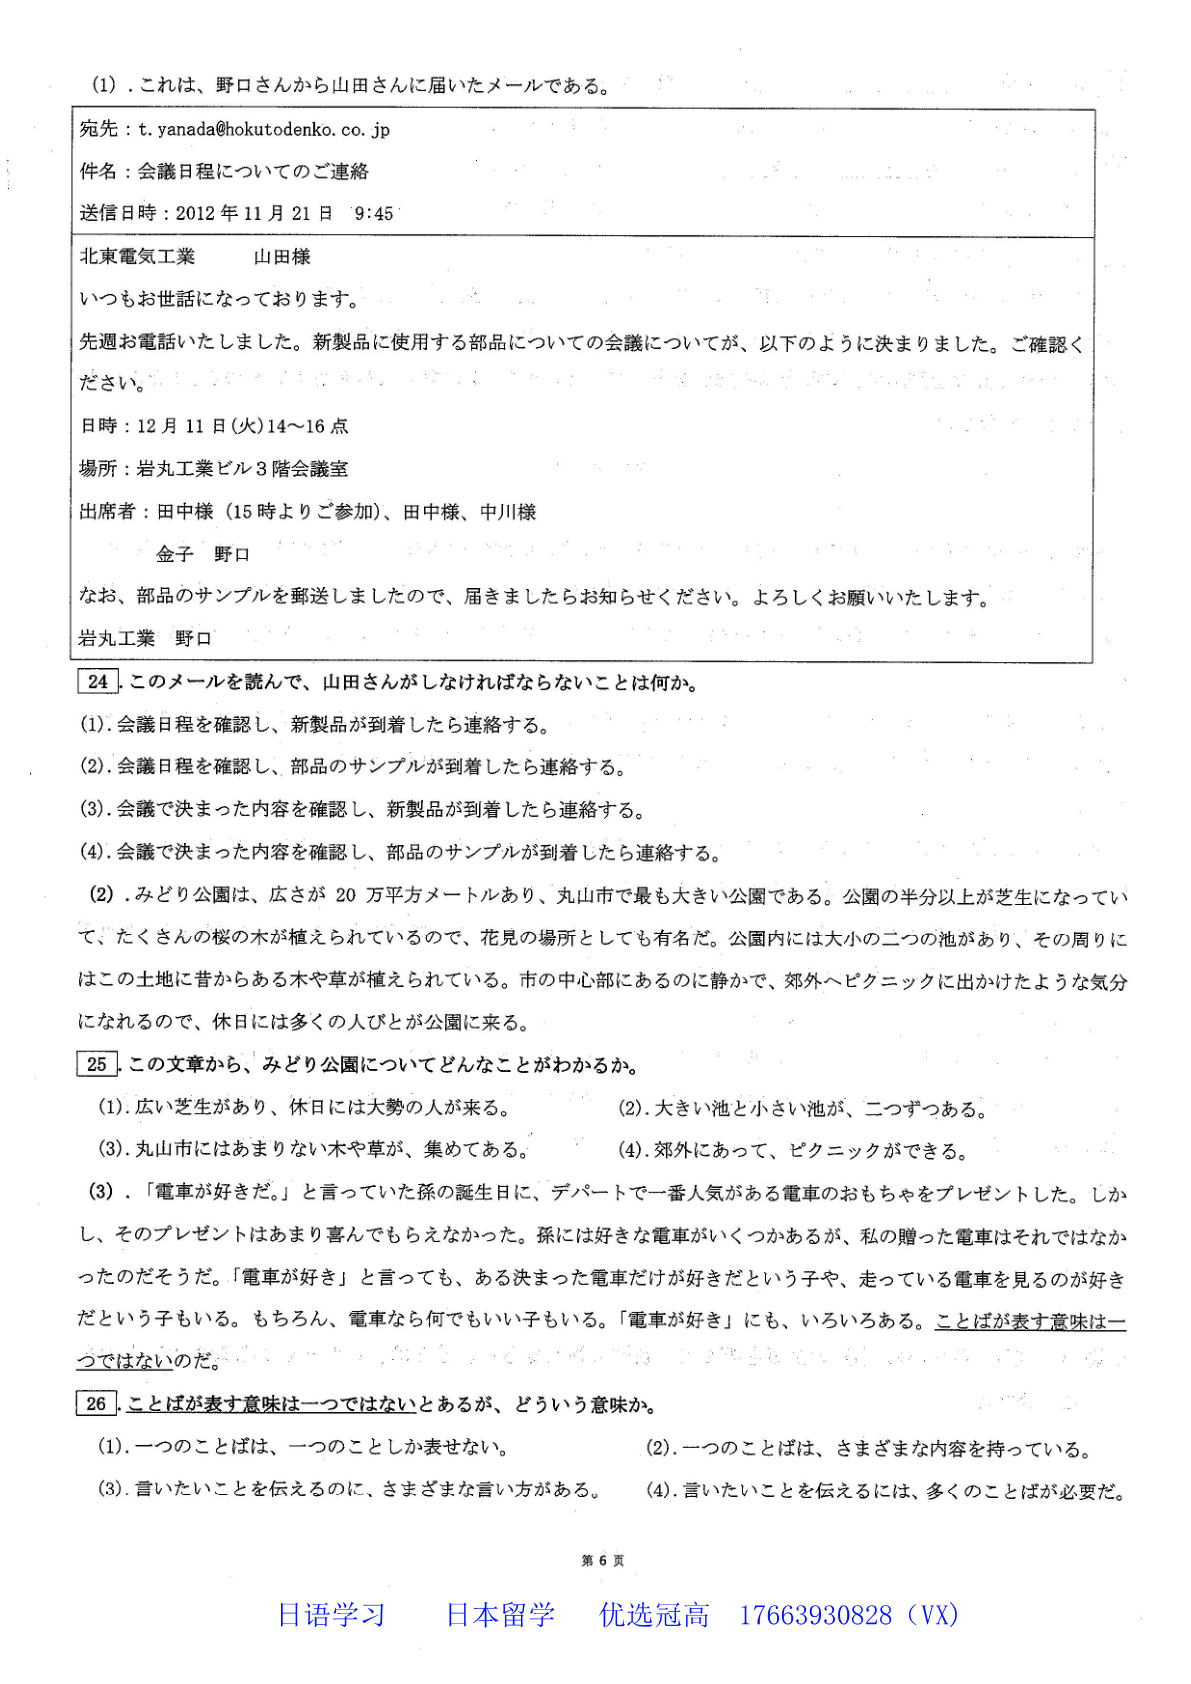 (1) .これは、野口さんから山田さんに届いたメールである。
宛先：t.yanada@hokutodenko.co.jp
件名：会議日程についてのご連絡
送信日時：2012年11月21日　9:45
北東電気工業　　　山田様
いつもお世話になっております。
先週お電話いたしました。新製品に使用する部品についての会議についてが、以下のように決まりました。ご確認く
ださい。
日時：12月11日(火)14～16点
場所：岩丸工業ビル３階会議室
出席者：田中様（15時よりご参加)、田中様、中川様
金子　野口
なお、部品のサンプルを郵送しましたので、届きましたらお知らせください。よろしくお願いいたします。
岩丸工業　野口
24.このメールを読んで、山田さんがしなければならないことは何か。
(1).会議日程を確認し、新製品が到着したら連絡する。
(2).会議日程を確認し、部品のサンプルが到着したら連絡する。
(3).会議で決まった内容を確認し、新製品が到着したら連絡する。
(4).会議で決まった内容を確認し、部品のサンプルが到着したら連絡する。
(2) .みどり公園は、広さが 20 万平方メートルあり、丸山市で最も大きい公園である。公園の半分以上が芝生になってい
て、たくさんの桜の木が植えられているので、花見の場所としても有名だ。公園内には大小の二つの池があり、その周りに
はこの土地に昔からある木や草が植えられている。市の中心部にあるのに静かで、郊外へピクニックに出かけたような気分
になれるので、休日には多くの人びとが公園に来る。
25.この文章から、みどり公園についてどんなことがわかるか。
(1).広い芝生があり、休日には大勢の人が来る。　　(2).大きい池と小さい池が、二つずつある。
(3).丸山市にはあまりない木や草が、集めてある。　　(4).郊外にあって、ピクニックができる。
(3) .「電車が好きだ。」と言っていた孫の誕生日に、デパートで一番人気がある電車のおもちゃをプレゼントした。しか
し、そのプレゼントはあまり喜んでもらえなかった。孫には好きな電車がいくつかあるが、私の贈った電車はそれではなか
ったのだそうだ。「電車が好き」と言っても、ある決まった電車だけが好きだという子や、走っている電車を見るのが好き
だという子もいる。もちろん、電車なら何でもいい子もいる。「電車が好き」にも、いろいろある。ことばが表す意味は一
つではないのだ。
26.ことばが表す意味は一つではないとあるが、どういう意味か。
(1).一つのことばは、一つのことしか表せない。　　(2).一つのことばは、さまざまな内容を持っている。
(3).言いたいことを伝えるのに、さまざまな言い方がある。　　(4).言いたいことを伝えるには、多くのことばが必要だ。
第 6 页
日语学习　　日本留学　　优选冠高　17663930828（VX）